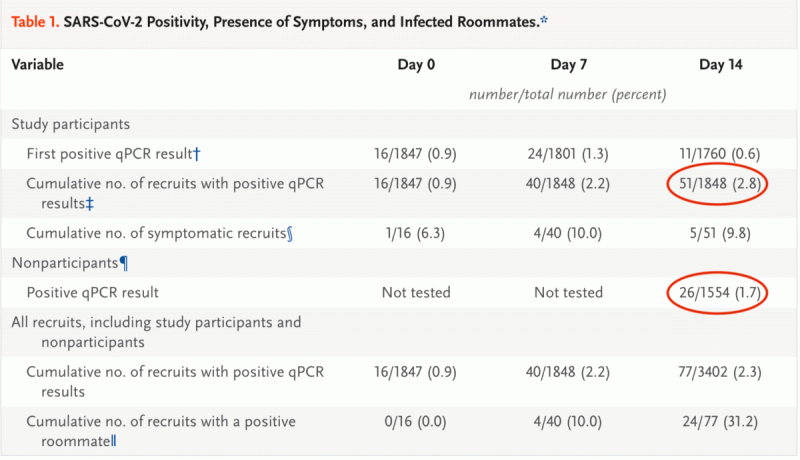 Table 1. SARS-CoV-2 Positivity, Presence of Symptoms, and Infected Roommates.*
Variable Day 0 Day 7 Day 14
number/total number (percent)
Study participants
First positive qPCR result† 16/1847 (0.9) 24/1801 (1.3) 11/1760 (0.6)
Cumulative no. of recruits with positive qPCR 16/1847 (0.9) 40/1848 (2.2) 51/1848 (2.8)
results‡
Cumulative no. of symptomatic recruits§ 1/16 (6.3) 4/40 (10.0) 5/51 (9.8)
Nonparticipants¶
Positive qPCR result Not tested Not tested 26/1554 (1.7)
All recruits, including study participants and
nonparticipants
Cumulative no. of recruits with positive qPCR 16/1847 (0.9) 40/1848 (2.2) 77/3402 (2.3)
results
Cumulative no. of recruits with a positive 0/16 (0.0) 4/40 (10.0) 24/77 (31.2)
roommate‖